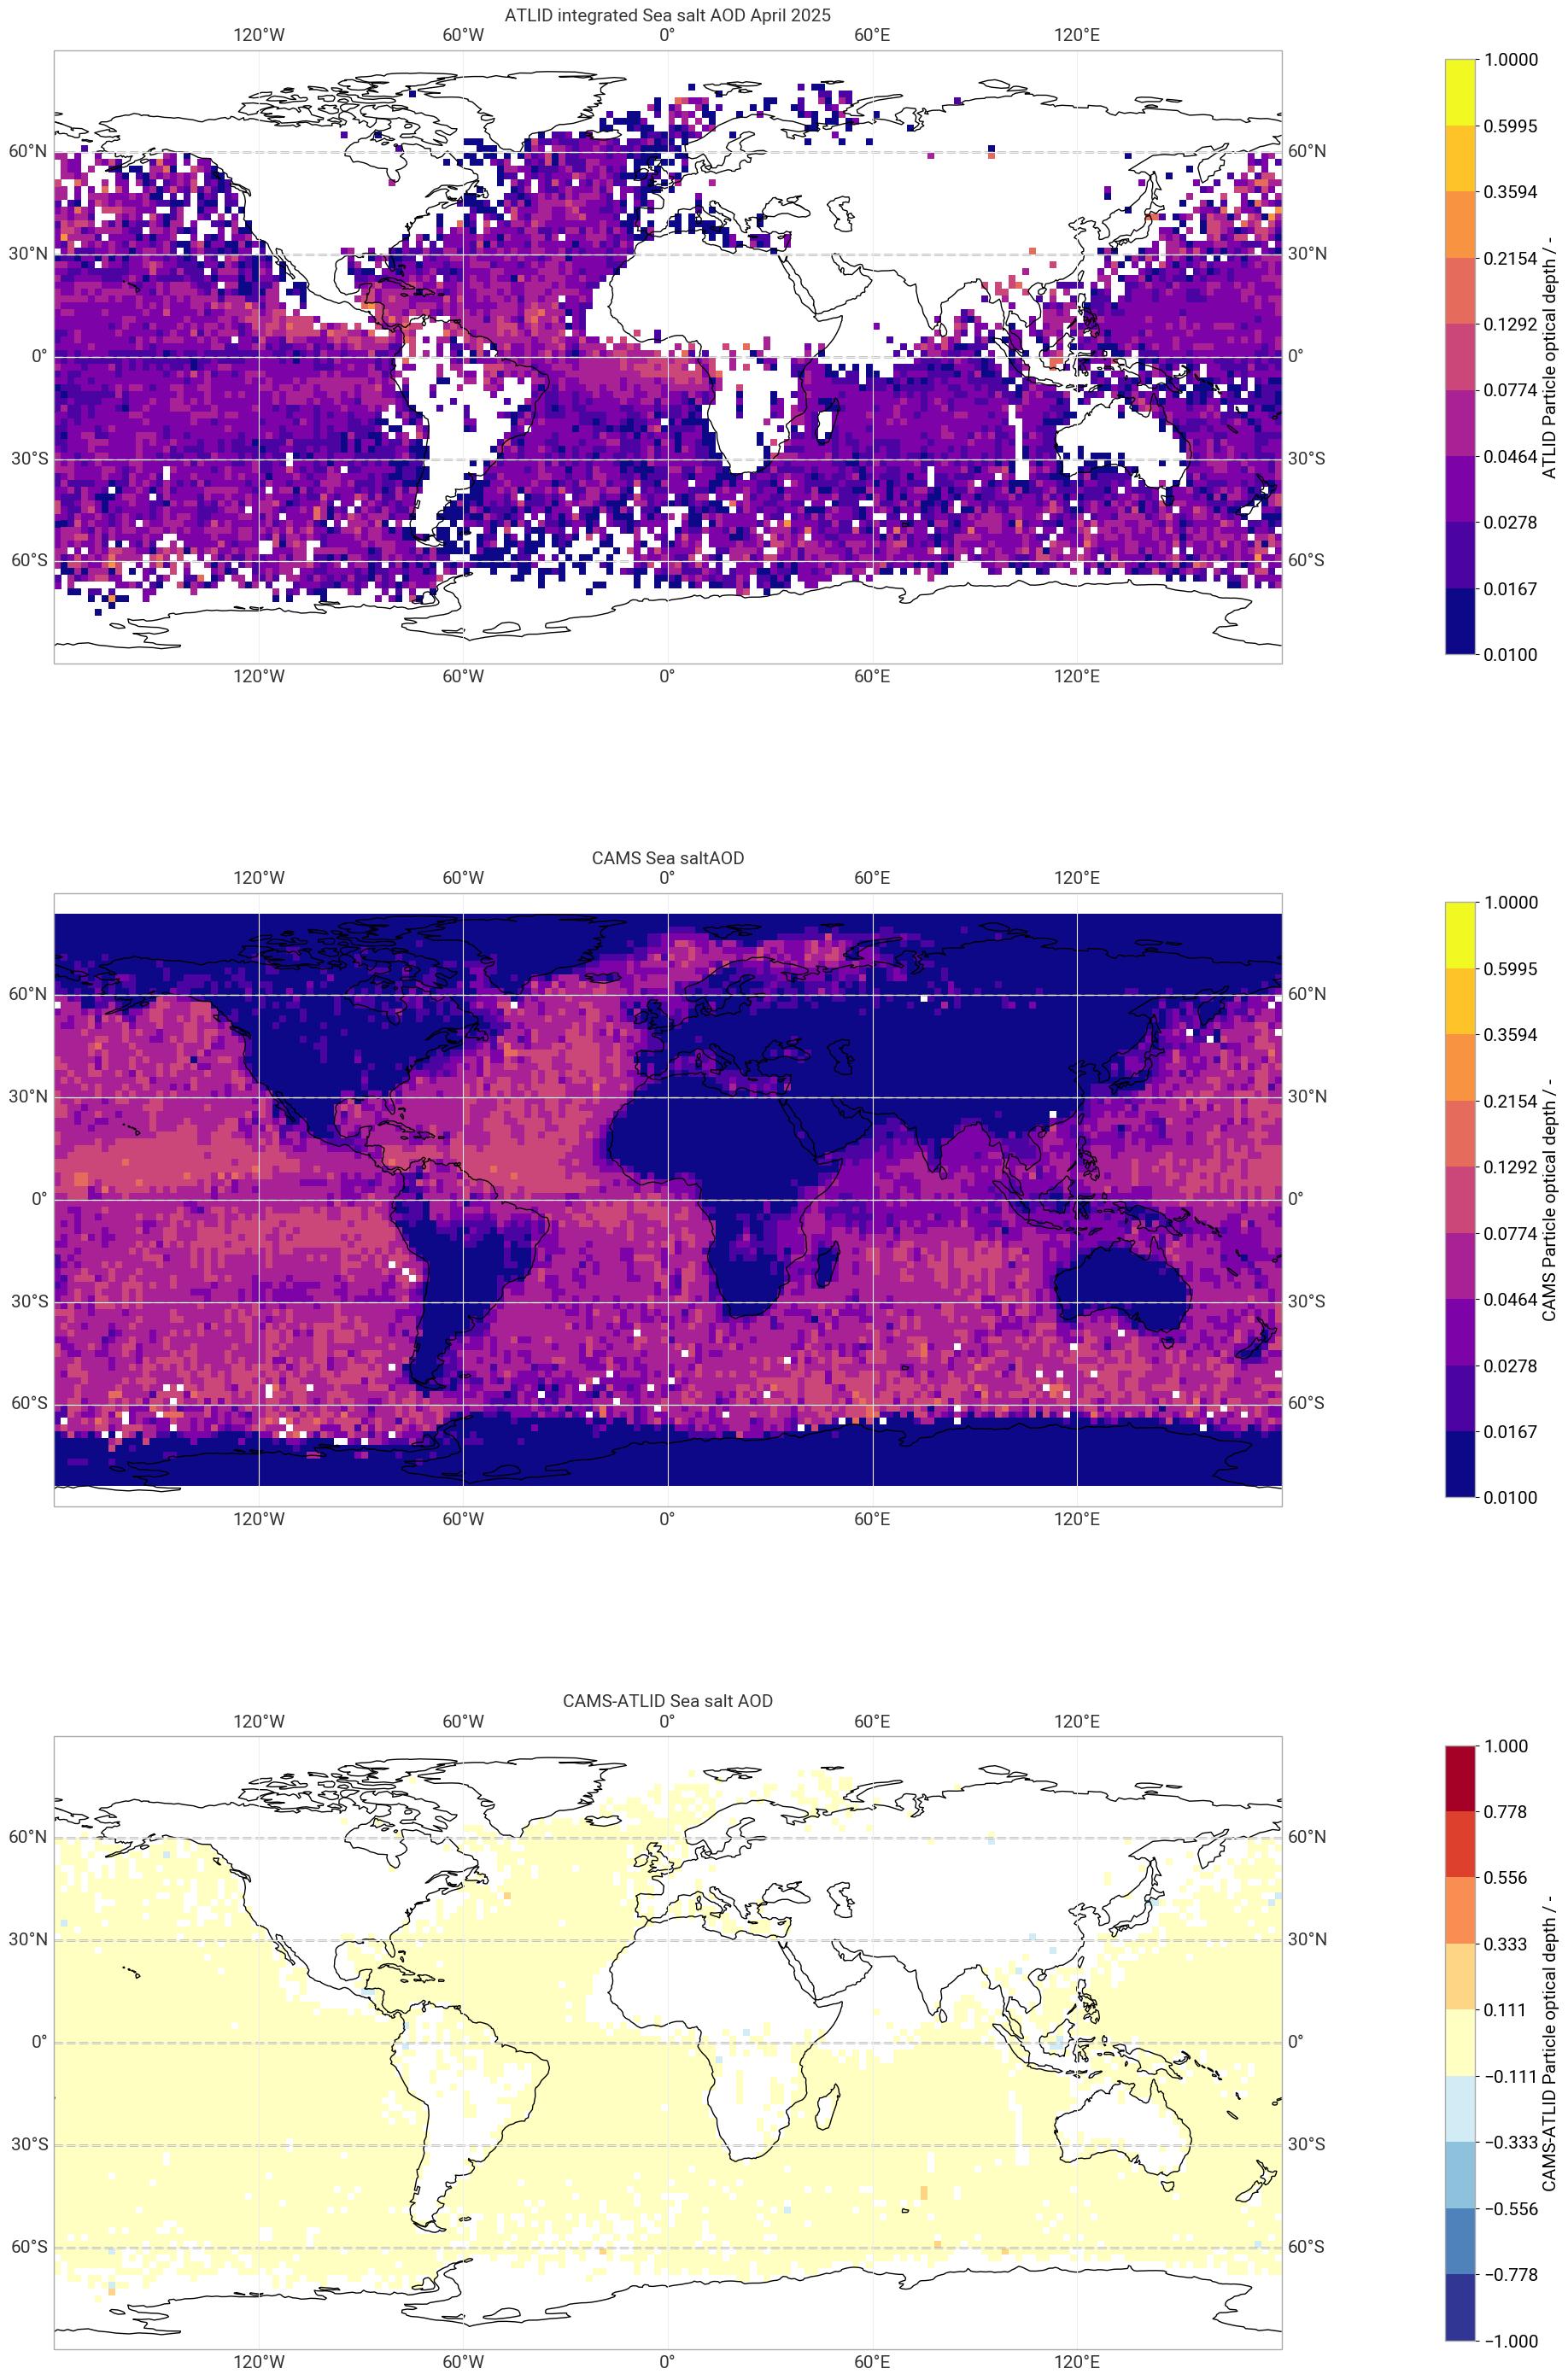 ATLID integrated Sea salt AOD April 2025
120°W 60°W 0° 60°E 120°E
1.0000
0.5995
60°N 60°N
0.3594
30°N 30°N
0.2154
0.1292
0° 0°
0.0774
30°S 30°S
0.0464
0.0278
60°S 60°S
0.0167
0.0100
ATLID Particle optical depth / -
120°W 60°W 0° 60°E 120°E
CAMS Sea saltAOD
120°W 60°W 0° 60°E 120°E
1.0000
0.5995
60°N 60°N
0.3594
30°N 30°N
0.2154
0.1292
0° 0°
0.0774
30°S 30°S
0.0464
0.0278
60°S 60°S
0.0167
0.0100
CAMS Particle optical depth / -
120°W 60°W 0° 60°E 120°E
CAMS-ATLID Sea salt AOD
120°W 60°W 0° 60°E 120°E
1.000
0.778
60°N 60°N
0.556
30°N 30°N
0.333
0.111
0° 0°
−0.111
30°S 30°S
−0.333
−0.556
60°S 60°S
−0.778
−1.000
CAMS-ATLID Particle optical depth / -
120°W 60°W 0° 60°E 120°E